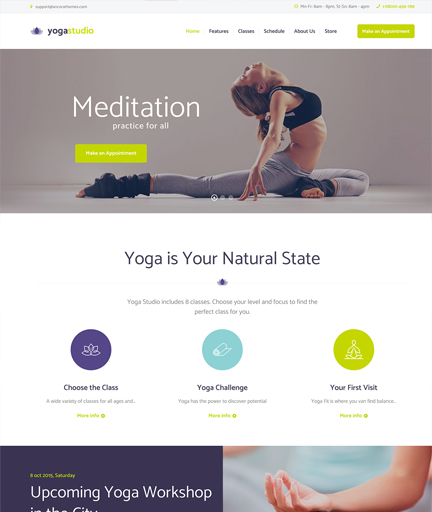 support@ancorathemes.com
Mo-Fr: 8am - 8pm, St-Sn: 8am - 4pm
yogastudio
Home Features Classes Schedule About Us Store
Make an Appointment
Meditation
practice for all
Make an Appointment
Yoga is Your Natural State
Yoga Studio includes 8 classes. Choose your level and focus to find the
perfect class for you.
Choose the Class
A wide variety of classes for all ages and...
More info
Yoga Challenge
Yoga has the power to discover potential
More info
Your First Visit
Yoga Fit is where you van find balance...
More info
8 oct 2015, Saturday
Upcoming Yoga Workshop
in the City